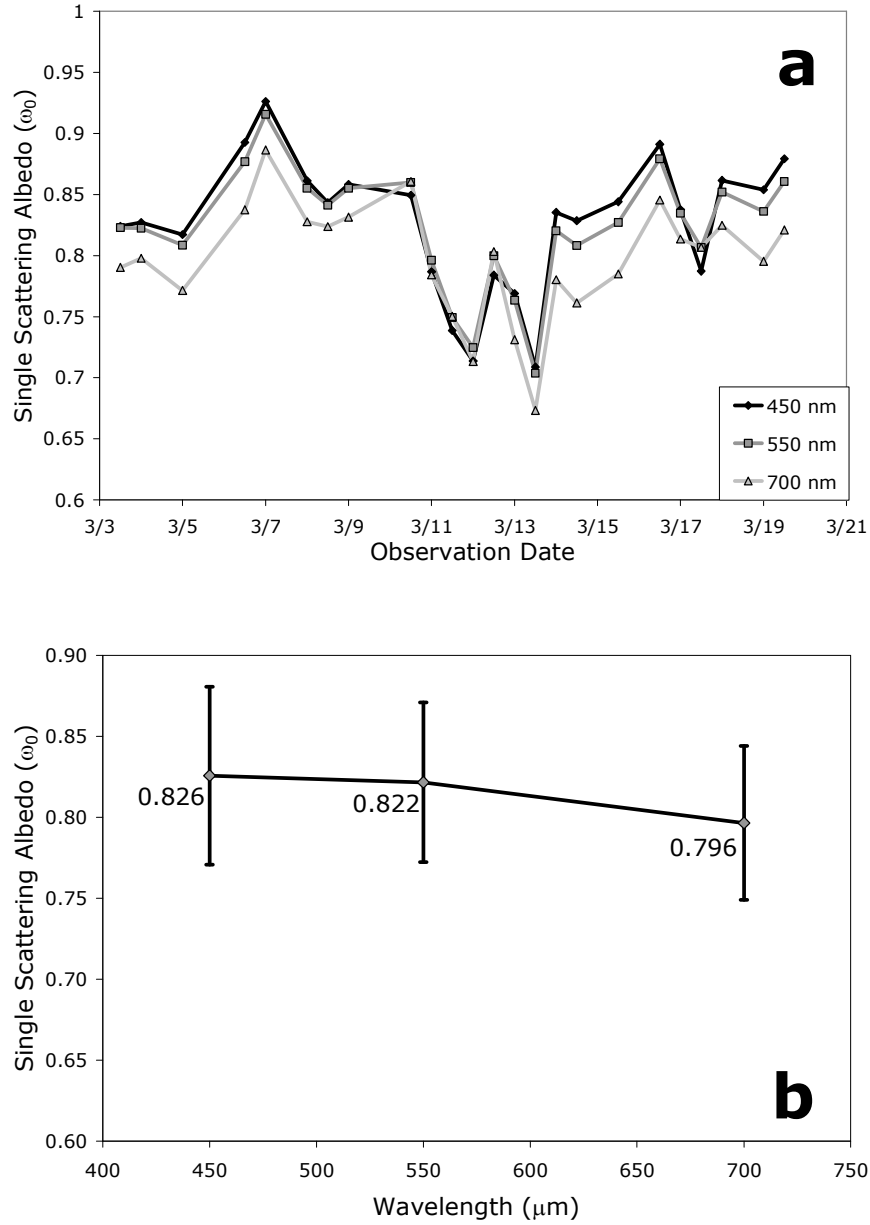 1
0.95
0.9
0.85
0.8
0.75
0.7
0.65
0.6
Single Scattering Albedo (ω0)
a
450 nm
550 nm
700 nm
3/3 3/5 3/7 3/9 3/11 3/13 3/15 3/17 3/19 3/21
Observation Date
0.90
0.85
0.80
0.75
0.70
0.65
0.60
Single Scattering Albedo (ω0)
0.826
0.822
0.796
b
400 450 500 550 600 650 700 750
Wavelength (μm)